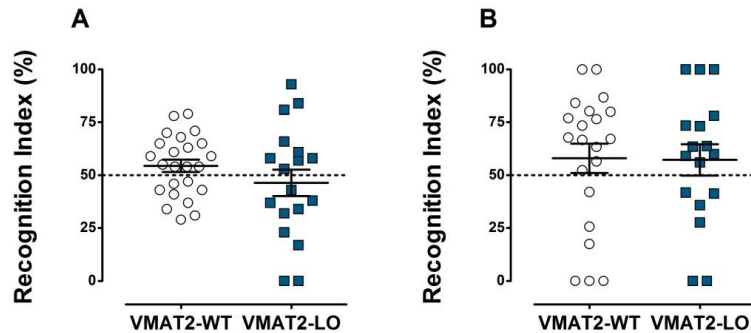 A
Recognition Index (%)
100
75
50
25
0
VMAT2-WT
VMAT2-LO
B
Recognition Index (%)
100
75
50
25
0
VMAT2-WT
VMAT2-LO